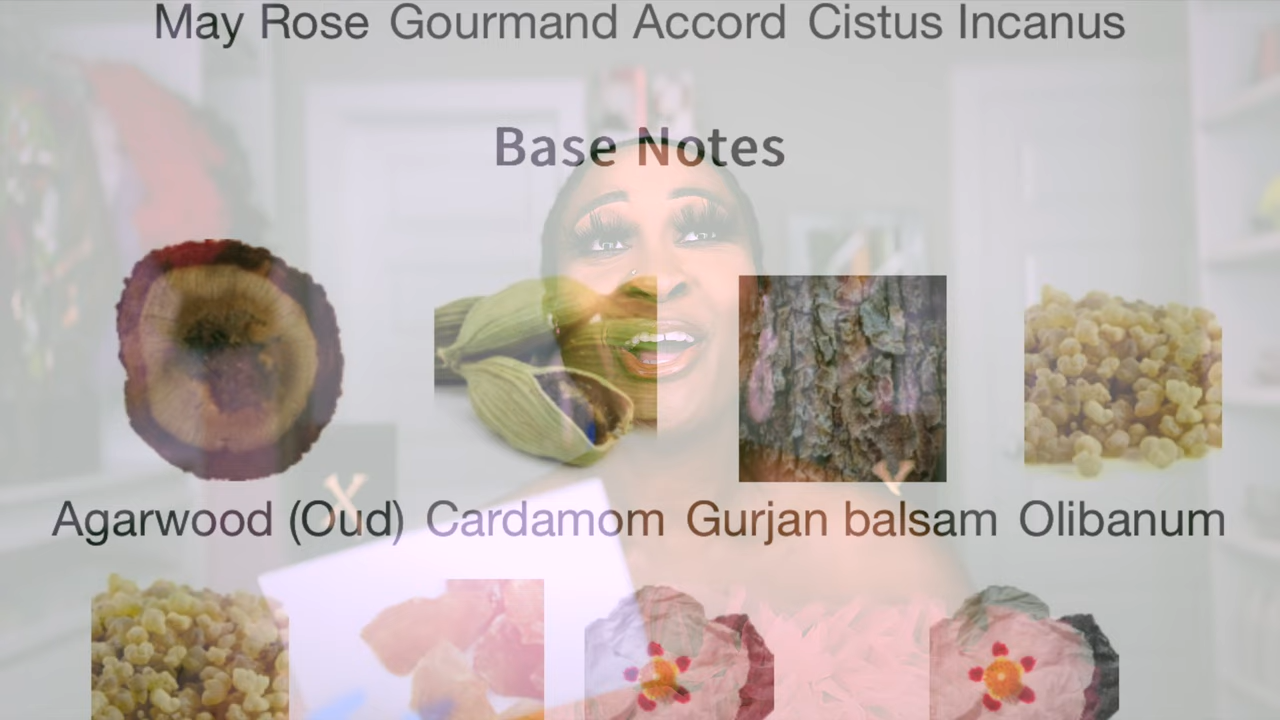 May Rose Gourmand Accord Cistus Incanus
Base Notes
Agarwood (Oud) Cardamom Gurjan balsam Olibanum